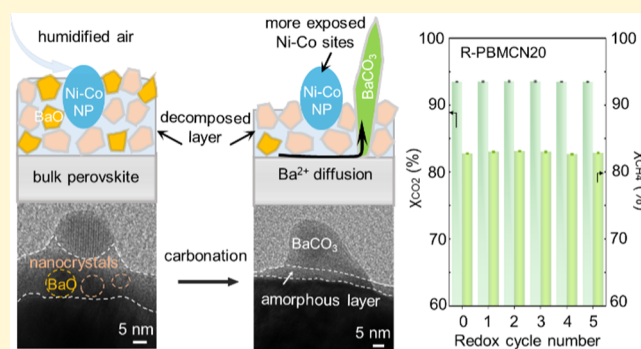 humidified air
Ni-Co
NP
BaO
bulk perovskite
decomposed
layer
more exposed
Ni-Co sites
BaCO₃
Ni-Co
NP
Ba²⁺ diffusion
nanocrystals
BaO
5 nm
carbonation
BaCO₃
amorphous layer
5 nm
R-PBMCN20
100
90
80
70
60
χCO2 (%)
100
90
80
70
60
χCH4 (%)
0 1 2 3 4 5
Redox cycle number